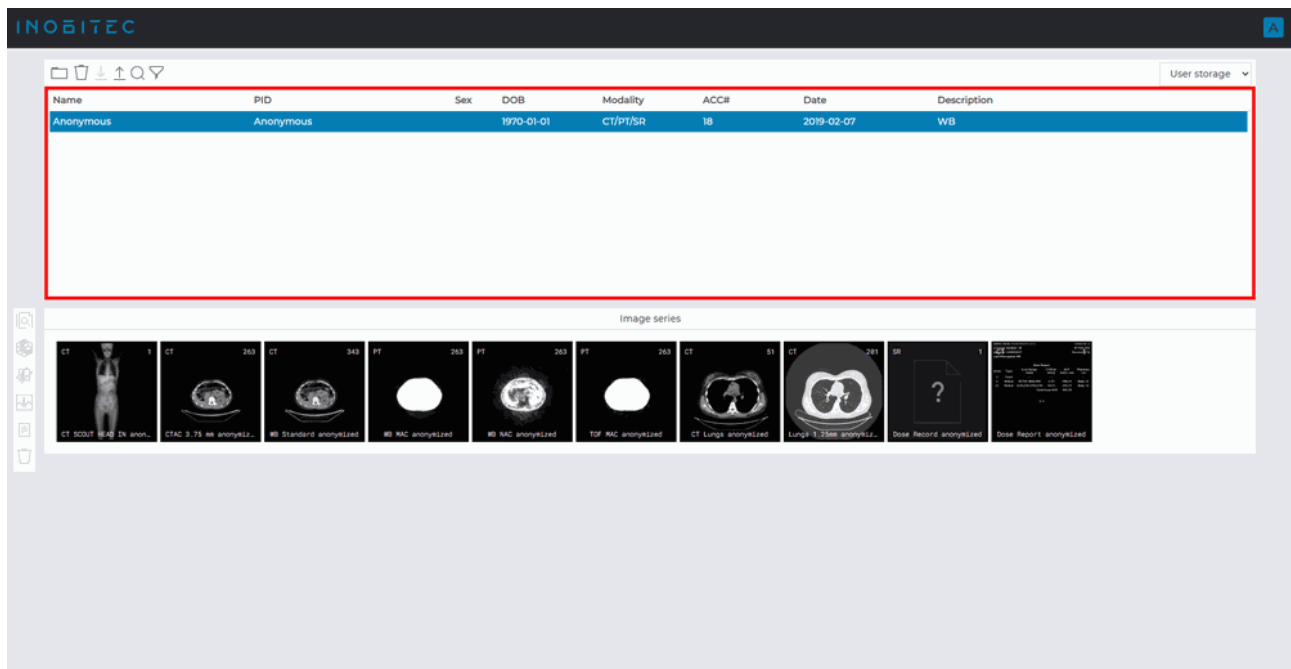 INOBITEC
A
User storage
Name PID Sex DOB Modality ACC# Date Description
Anonymous Anonymous 1970-01-01 CT/PT/SR 18 2019-02-07 WB
Image series
CT 1 CT 263 CT 343 PT 263 PT 263 PT 263 CT 51 CT 201 SR 1
?
CT SCOUT HEAD IN anon… CTAC 3.75 mm anonymiz… WB Standard anonymized WB MAC anonymized WB NAC anonymized TOF MAC anonymized CT Lungs anonymized Lungs 1.25mm anonymiz… Dose Record anonymized Dose Report anonymized